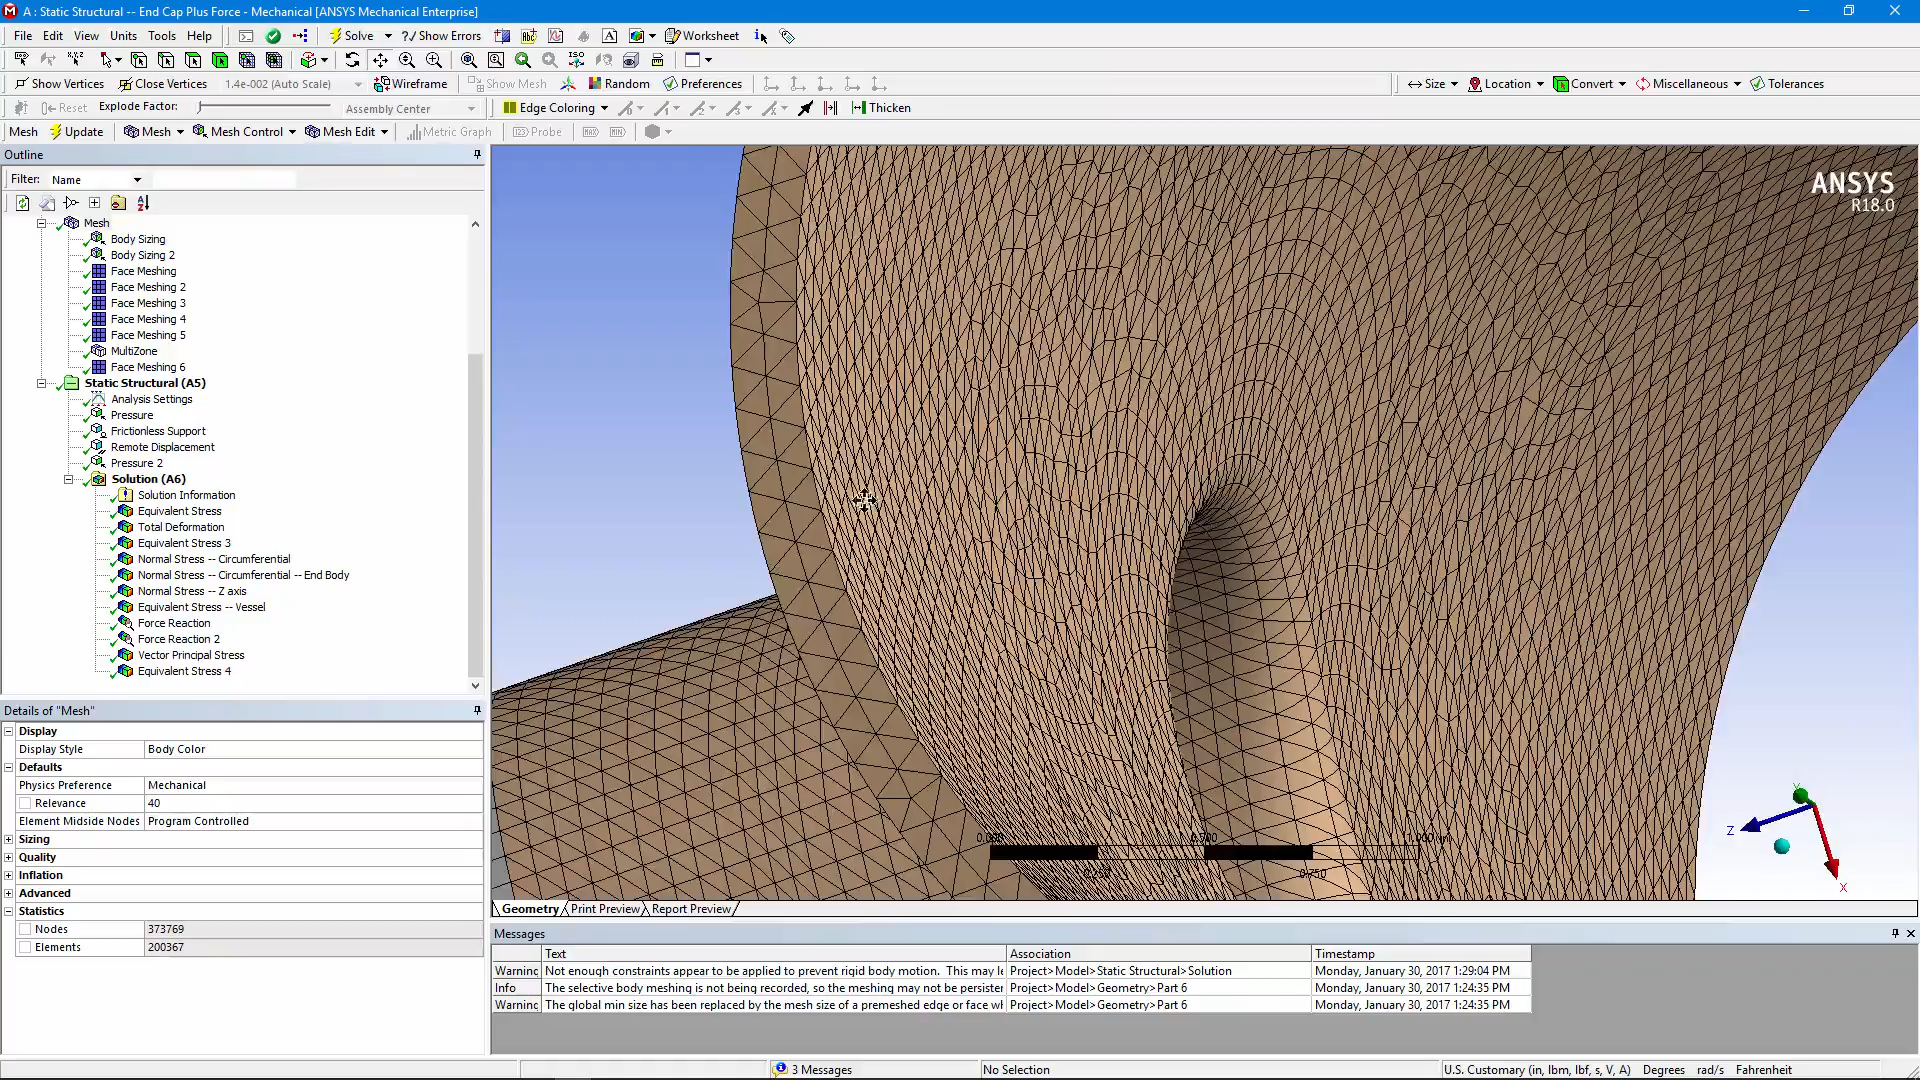 A : Static Structural -- End Cap Plus Force - Mechanical [ANSYS Mechanical Enterprise]
File Edit View Units Tools Help Solve ?/ Show Errors Worksheet
Show Vertices Close Vertices 1.4e-002 (Auto Scale) Wireframe Show Mesh Random Preferences Size Location Convert Miscellaneous Tolerances
Reset Explode Factor: Assembly Center Edge Coloring Thicken
Mesh Update Mesh Mesh Control Mesh Edit Metric Graph Probe
Outline
Filter: Name
Mesh
Body Sizing
Body Sizing 2
Face Meshing
Face Meshing 2
Face Meshing 3
Face Meshing 4
Face Meshing 5
MultiZone
Face Meshing 6
Static Structural (A5)
Analysis Settings
Pressure
Frictionless Support
Remote Displacement
Pressure 2
Solution (A6)
Solution Information
Equivalent Stress
Total Deformation
Equivalent Stress 3
Normal Stress -- Circumferential
Normal Stress -- Circumferential -- End Body
Normal Stress -- Z axis
Equivalent Stress -- Vessel
Force Reaction
Force Reaction 2
Vector Principal Stress
Equivalent Stress 4
Details of "Mesh"
Display
Display Style Body Color
Defaults
Physics Preference Mechanical
Relevance 40
Element Midside Nodes Program Controlled
Sizing
Quality
Inflation
Advanced
Statistics
Nodes 373769
Elements 200367
ANSYS
R18.0
Y
Z
X
0.750
Geometry Print Preview Report Preview
Messages
Text Association Timestamp
Warning Not enough constraints appear to be applied to prevent rigid body motion. This may le Project>Model>Static Structural>Solution Monday, January 30, 2017 1:29:04 PM
Info The selective body meshing is not being recorded, so the meshing may not be persister Project>Model>Geometry>Part 6 Monday, January 30, 2017 1:24:35 PM
Warning The global min size has been replaced by the mesh size of a premeshed edge or face wh Project>Model>Geometry>Part 6 Monday, January 30, 2017 1:24:35 PM
3 Messages No Selection U.S. Customary (in, lbm, lbf, s, V, A) Degrees rad/s Fahrenheit